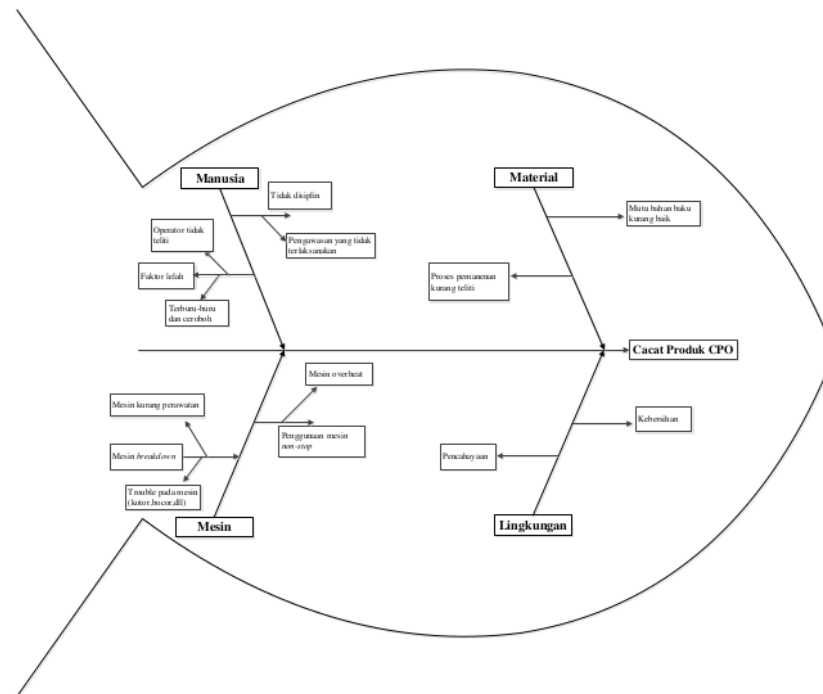 Manusia
Tidak disiplin
Pengawasan yang tidak
terlaksanakan
Operator tidak
teliti
Faktor lelah
Terburu-buru
dan ceroboh
Material
Mutu bahan baku
kurang baik
Proses pemanenan
kurang teliti
Cacat Produk CPO
Mesin overheat
Penggunaan mesin
non-stop
Mesin kurang perawatan
Mesin breakdown
Trouble pada mesin
(kotor,bocor,dll)
Mesin
Kebersihan
Pencahayaan
Lingkungan